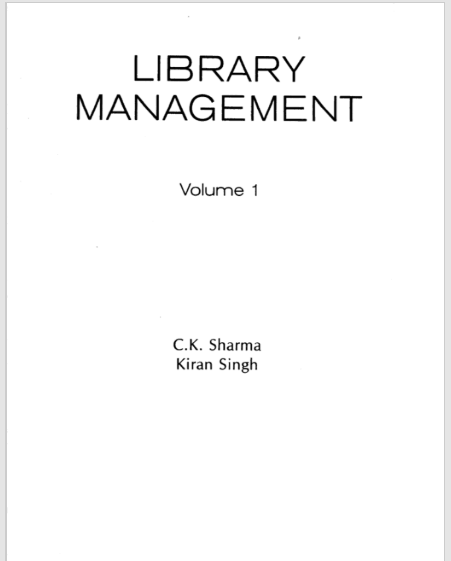 LIBRARY
MANAGEMENT
Volume 1
C.K. Sharma
Kiran Singh